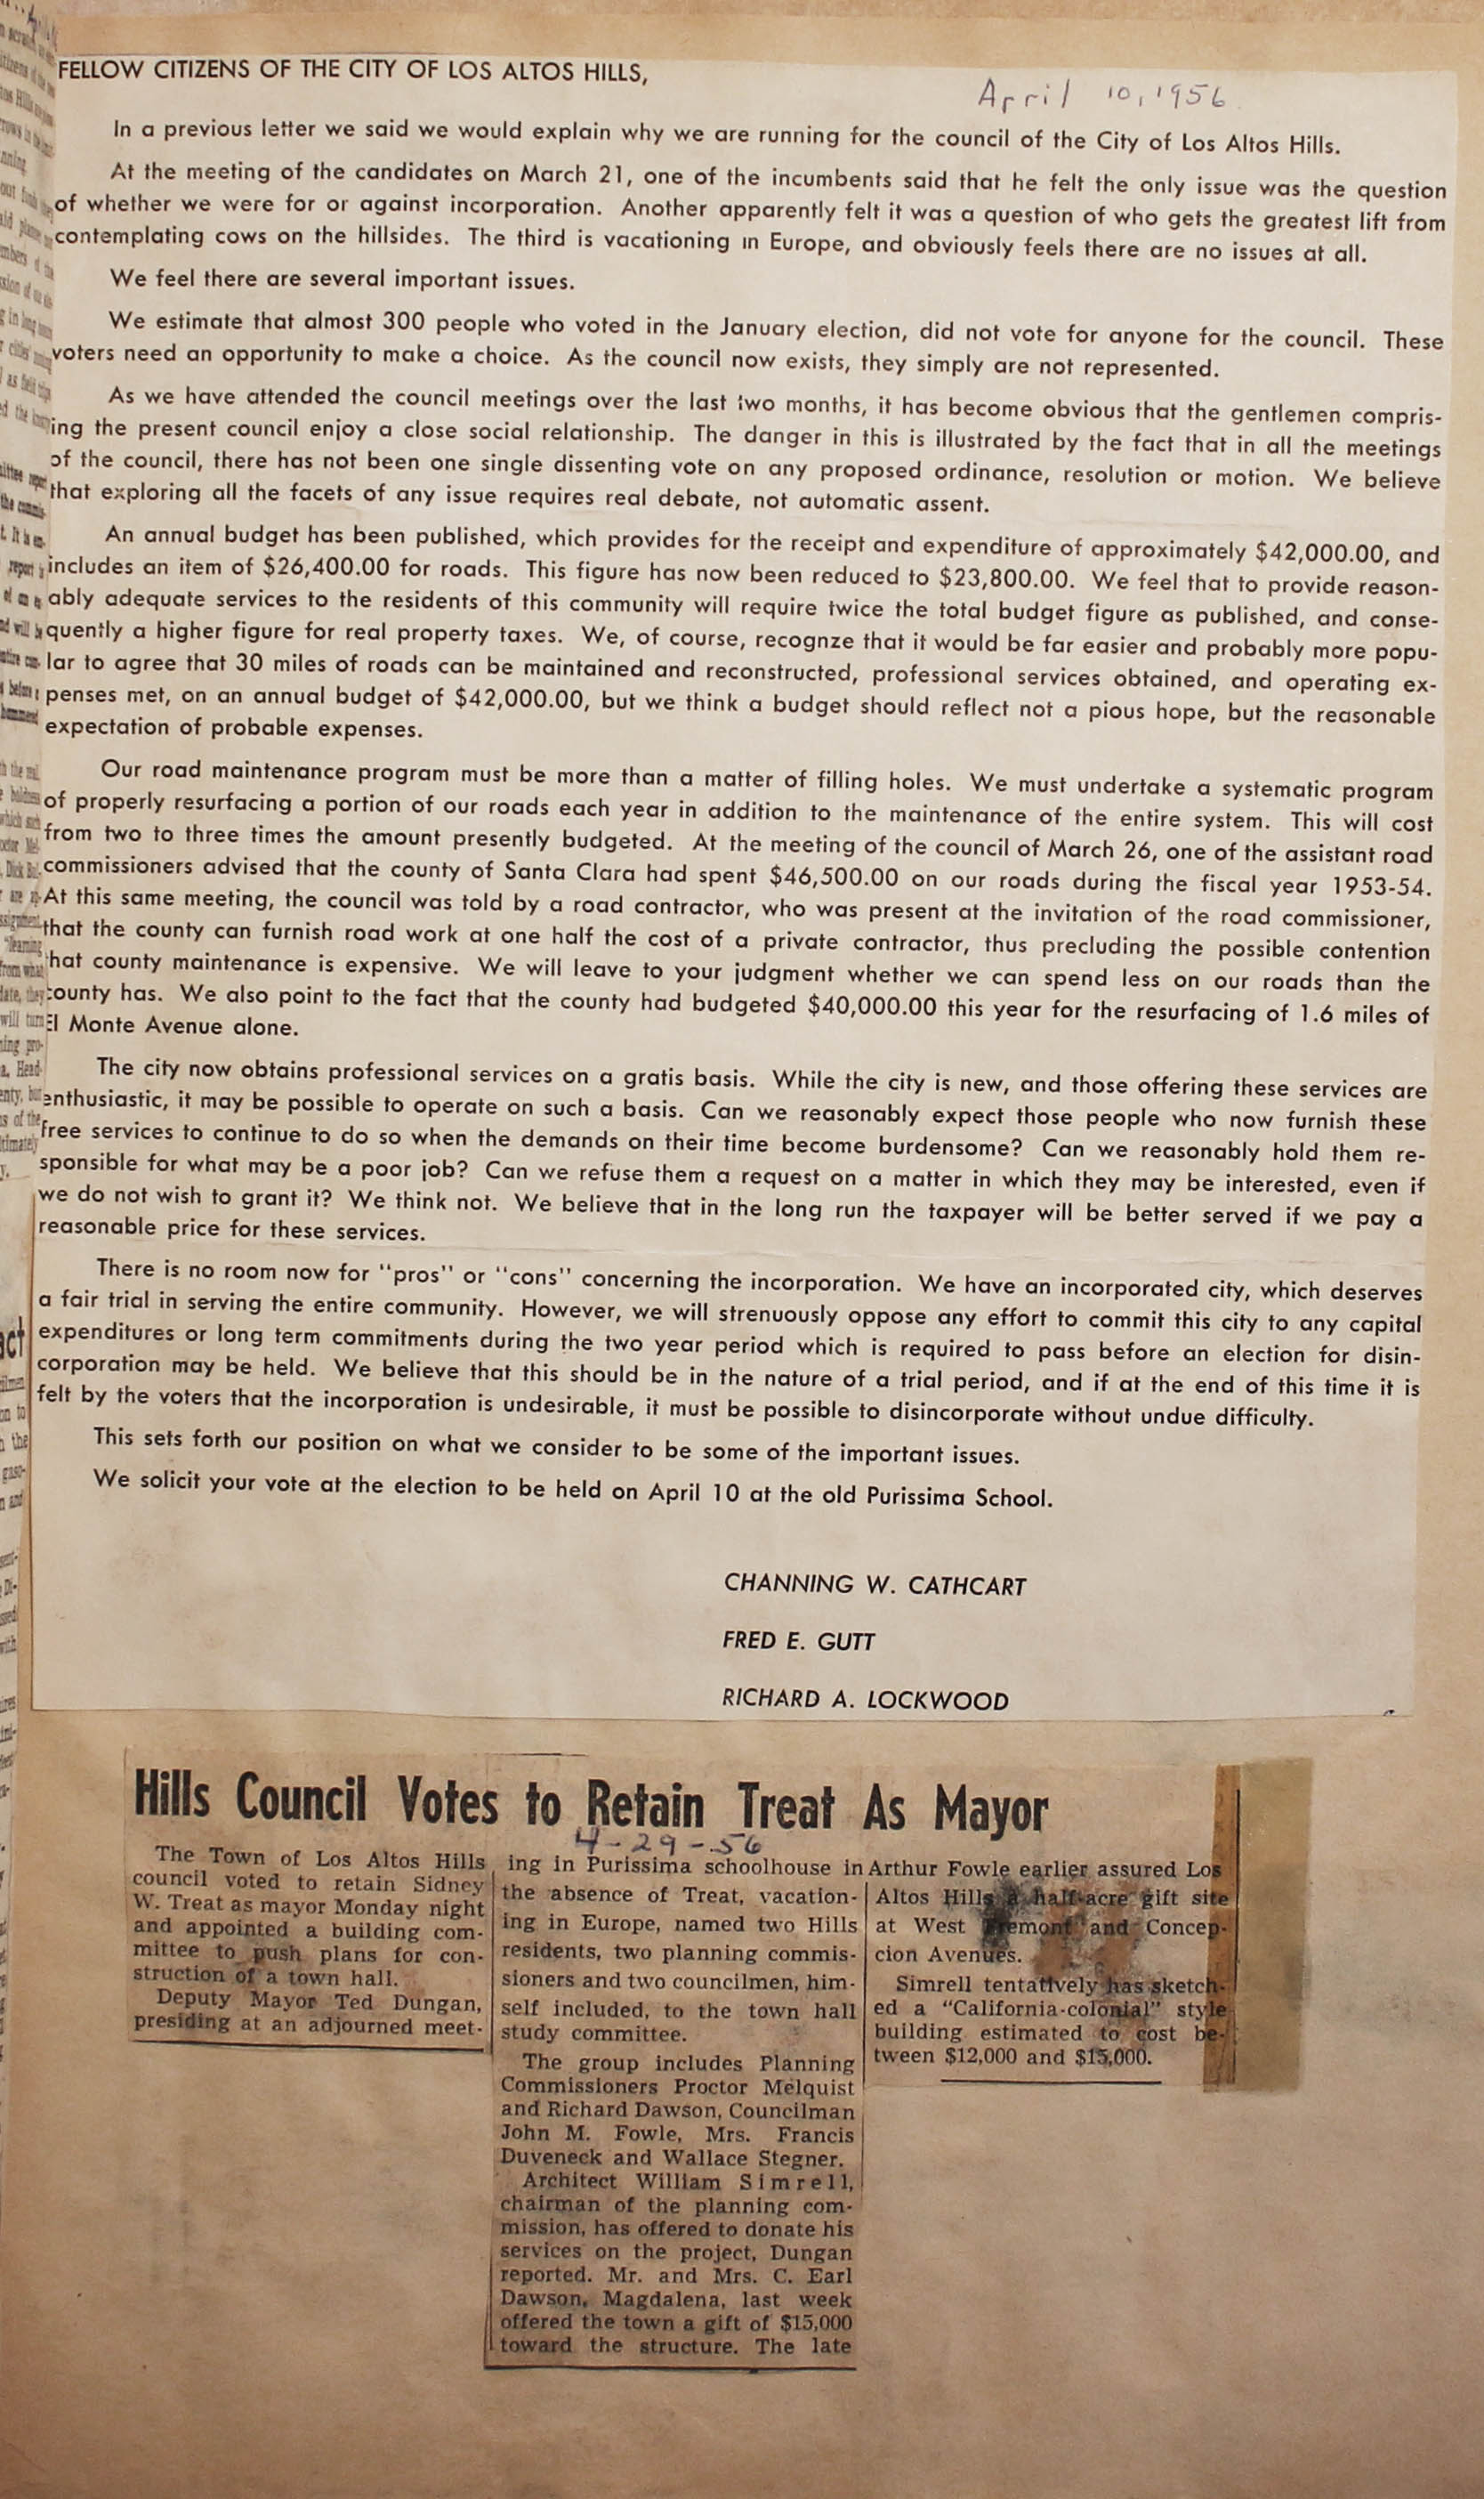 FELLOW CITIZENS OF THE CITY OF LOS ALTOS HILLS,
April 10, 1956
In a previous letter we said we would explain why we are running for the council of the City of Los Altos Hills.
At the meeting of the candidates on March 21, one of the incumbents said that he felt the only issue was the question
of whether we were for or against incorporation. Another apparently felt it was a question of who gets the greatest lift from
contemplating cows on the hillsides. The third is vacationing in Europe, and obviously feels there are no issues at all.
We feel there are several important issues.
We estimate that almost 300 people who voted in the January election, did not vote for anyone for the council. These
voters need an opportunity to make a choice. As the council now exists, they simply are not represented.
As we have attended the council meetings over the last two months, it has become obvious that the gentlemen compris-
ing the present council enjoy a close social relationship. The danger in this is illustrated by the fact that in all the meetings
of the council, there has not been one single dissenting vote on any proposed ordinance, resolution or motion. We believe
that exploring all the facets of any issue requires real debate, not automatic assent.
An annual budget has been published, which provides for the receipt and expenditure of approximately $42,000.00, and
includes an item of $26,400.00 for roads. This figure has now been reduced to $23,800.00. We feel that to provide reason-
ably adequate services to the residents of this community will require twice the total budget figure as published, and conse-
quently a higher figure for real property taxes. We, of course, recognze that it would be far easier and probably more popu-
lar to agree that 30 miles of roads can be maintained and reconstructed, professional services obtained, and operating ex-
penses met, on an annual budget of $42,000.00, but we think a budget should reflect not a pious hope, but the reasonable
expectation of probable expenses.
Our road maintenance program must be more than a matter of filling holes. We must undertake a systematic program
of properly resurfacing a portion of our roads each year in addition to the maintenance of the entire system. This will cost
from two to three times the amount presently budgeted. At the meeting of the council of March 26, one of the assistant road
commissioners advised that the county of Santa Clara had spent $46,500.00 on our roads during the fiscal year 1953-54.
At this same meeting, the council was told by a road contractor, who was present at the invitation of the road commissioner,
that the county can furnish road work at one half the cost of a private contractor, thus precluding the possible contention
that county maintenance is expensive. We will leave to your judgment whether we can spend less on our roads than the
county has. We also point to the fact that the county had budgeted $40,000.00 this year for the resurfacing of 1.6 miles of
El Monte Avenue alone.
The city now obtains professional services on a gratis basis. While the city is new, and those offering these services are
enthusiastic, it may be possible to operate on such a basis. Can we reasonably expect those people who now furnish these
free services to continue to do so when the demands on their time become burdensome? Can we reasonably hold them re-
sponsible for what may be a poor job? Can we refuse them a request on a matter in which they may be interested, even if
we do not wish to grant it? We think not. We believe that in the long run the taxpayer will be better served if we pay a
reasonable price for these services.
There is no room now for "pros" or "cons" concerning the incorporation. We have an incorporated city, which deserves
a fair trial in serving the entire community. However, we will strenuously oppose any effort to commit this city to any capital
expenditures or long term commitments during the two year period which is required to pass before an election for disin-
corporation may be held. We believe that this should be in the nature of a trial period, and if at the end of this time it is
felt by the voters that the incorporation is undesirable, it must be possible to disincorporate without undue difficulty.
This sets forth our position on what we consider to be some of the important issues.
We solicit your vote at the election to be held on April 10 at the old Purissima School.
CHANNING W. CATHCART
FRED E. GUTT
RICHARD A. LOCKWOOD
Hills Council Votes to Retain Treat As Mayor
4-29-56
The Town of Los Altos Hills
council voted to retain Sidney
W. Treat as mayor Monday night
and appointed a building com-
mittee to push plans for con-
struction of a town hall.
Deputy Mayor Ted Dungan,
presiding at an adjourned meet-
ing in Purissima schoolhouse in
the absence of Treat, vacation-
ing in Europe, named two Hills
residents, two planning commis-
sioners and two councilmen, him-
self included, to the town hall
study committee.
The group includes Planning
Commissioners Proctor Melquist
and Richard Dawson, Councilman
John M. Fowle, Mrs. Francis
Duveneck and Wallace Stegner.
Architect William Simrell,
chairman of the planning com-
mission, has offered to donate his
services on the project, Dungan
reported. Mr. and Mrs. C. Earl
Dawson, Magdalena, last week
offered the town a gift of $15,000
toward the structure. The late
Arthur Fowle earlier assured Los
Altos Hills a half-acre gift site
at West Fremont and Concep-
cion Avenues.
Simrell tentatively has sketch-
ed a "California-colonial" style
building estimated to cost be-
tween $12,000 and $15,000.